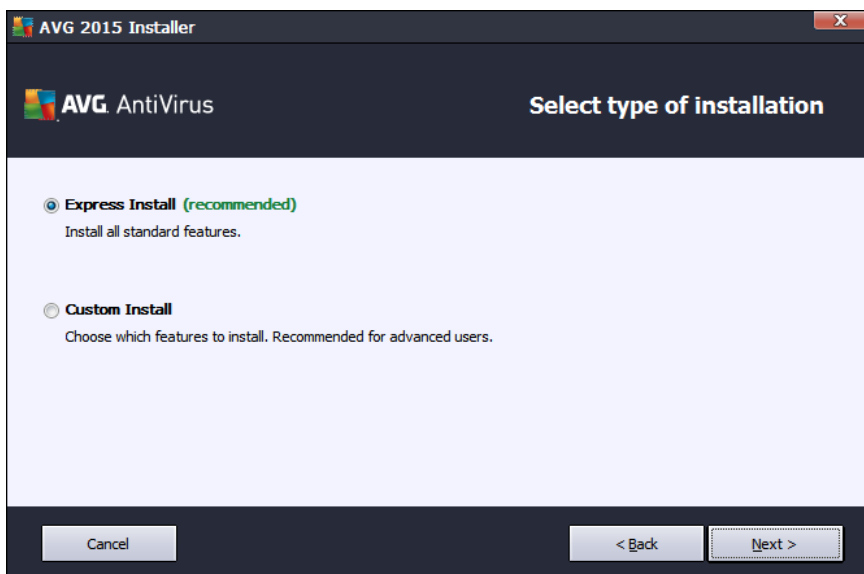 AVG 2015 Installer
X
AVG. AntiVirus
Select type of installation
Express Install (recommended)
Install all standard features.
Custom Install
Choose which features to install. Recommended for advanced users.
Cancel
< Back
Next >